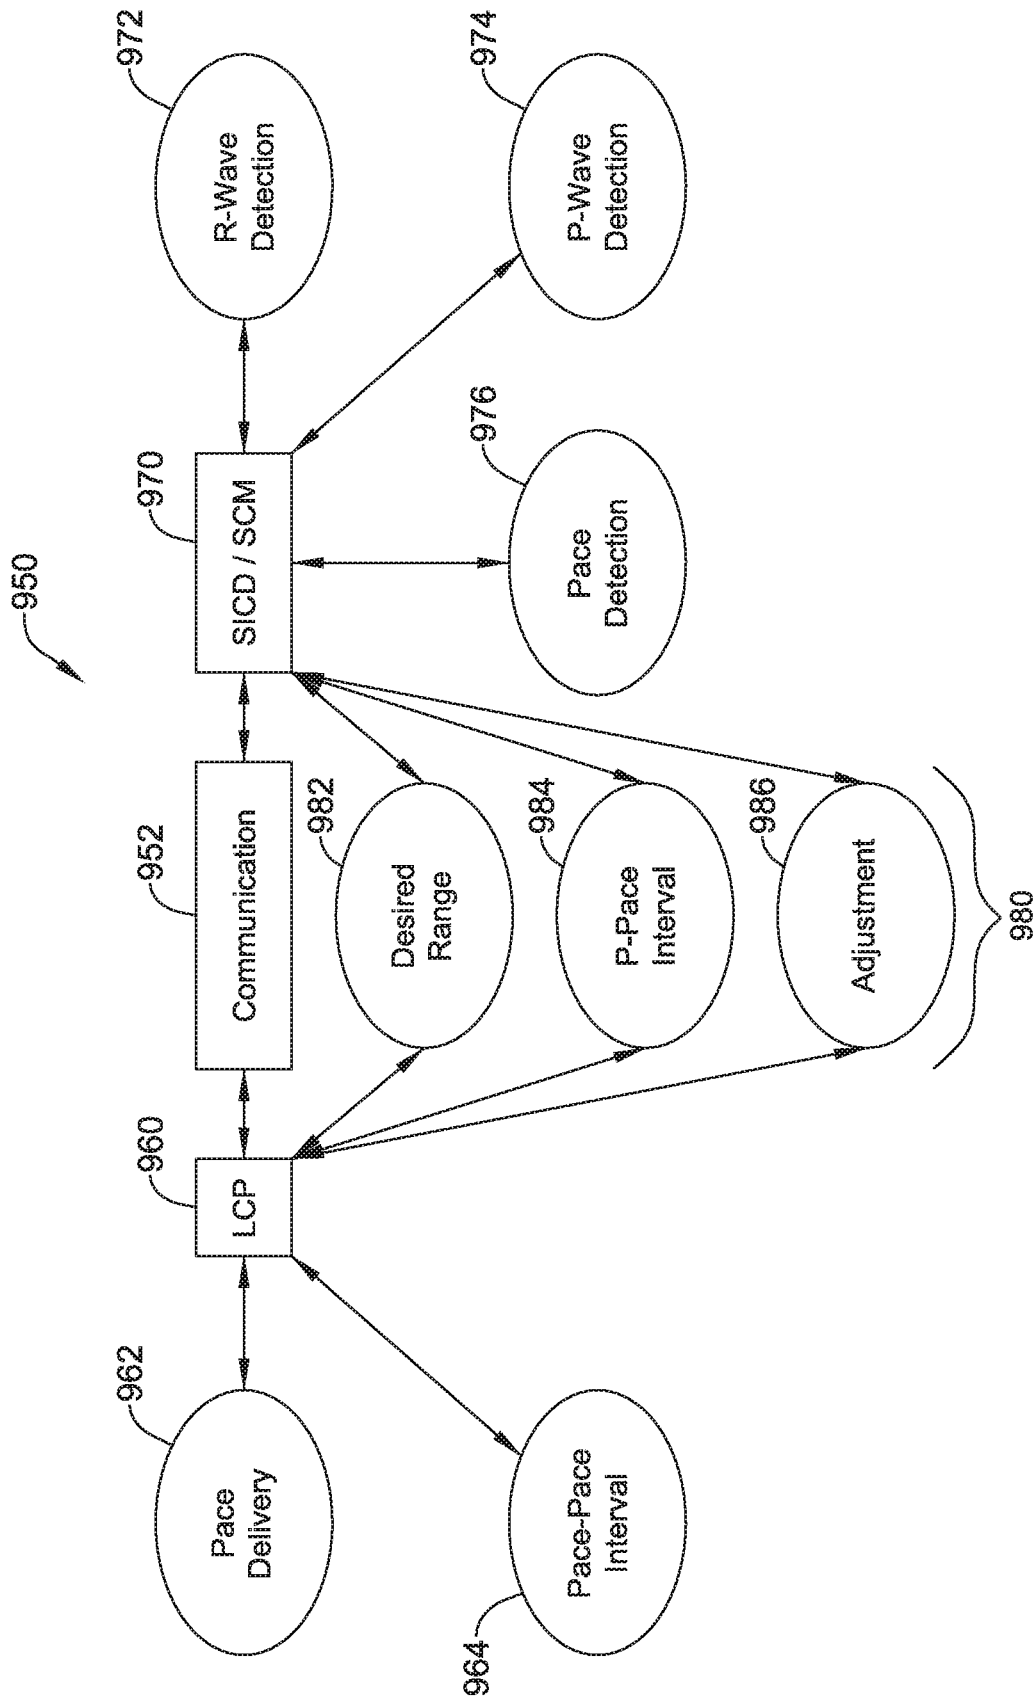 950
962
Pace
Delivery
964
Pace-Pace
Interval
960
LCP
952
Communication
970
SICD / SCM
972
R-Wave
Detection
974
P-Wave
Detection
976
Pace
Detection
982
Desired
Range
984
P-Pace
Interval
986
Adjustment
980